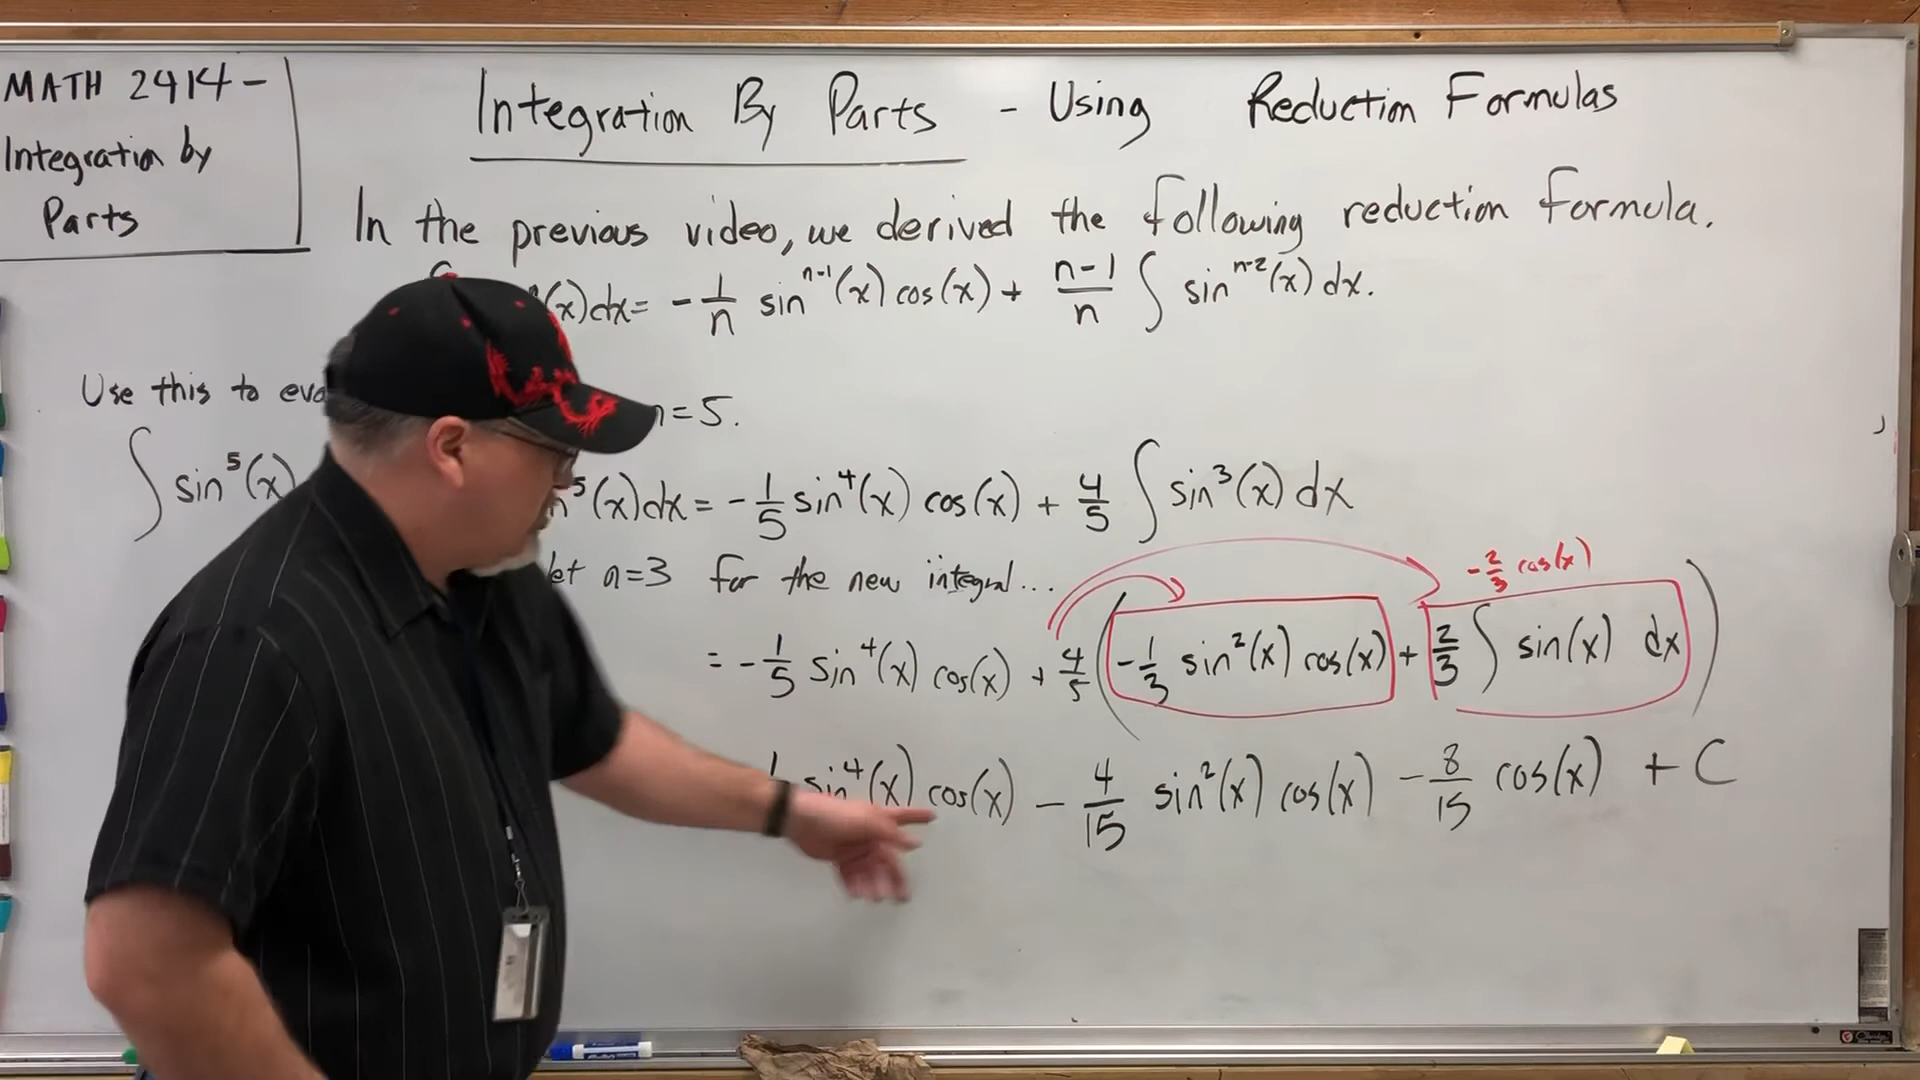 MATH 2414 -
Integration by
Parts
Integration By Parts - Using Reduction Formulas
In the previous video, we derived the following reduction formula.
(x)dx = -1/n sin^(n-1)(x) cos(x) + (n-1)/n ∫ sin^(n-2)(x) dx.
Use this to n=5.
∫ sin^5(x) ^5(x)dx = -1/5 sin^4(x) cos(x) + 4/5 ∫ sin^3(x) dx
let n=3 for the new integral...
-2/3 cos(x)
= -1/5 sin^4(x) cos(x) + 4/5 ( -1/3 sin^2(x) cos(x) + 2/3 ∫ sin(x) dx )
sin^4(x) cos(x) - 4/15 sin^2(x) cos(x) - 8/15 cos(x) + C